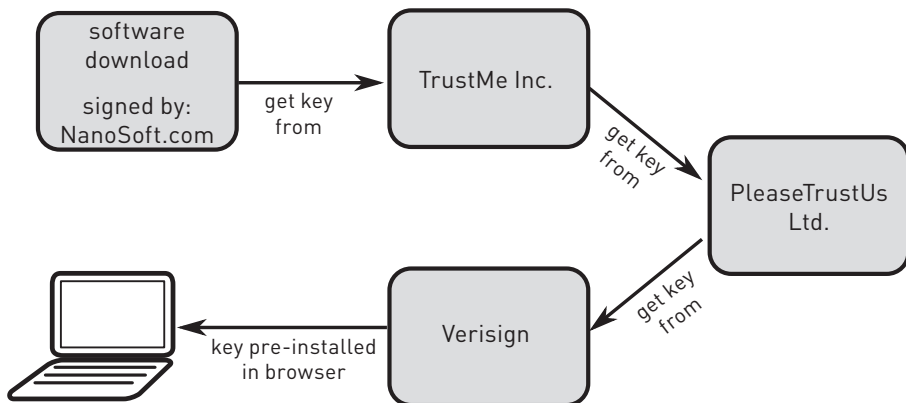 software
download
signed by:
NanoSoft.com
get key
from
TrustMe Inc.
get key
from
PleaseTrustUs
Ltd.
get key
from
Verisign
key pre-installed
in browser